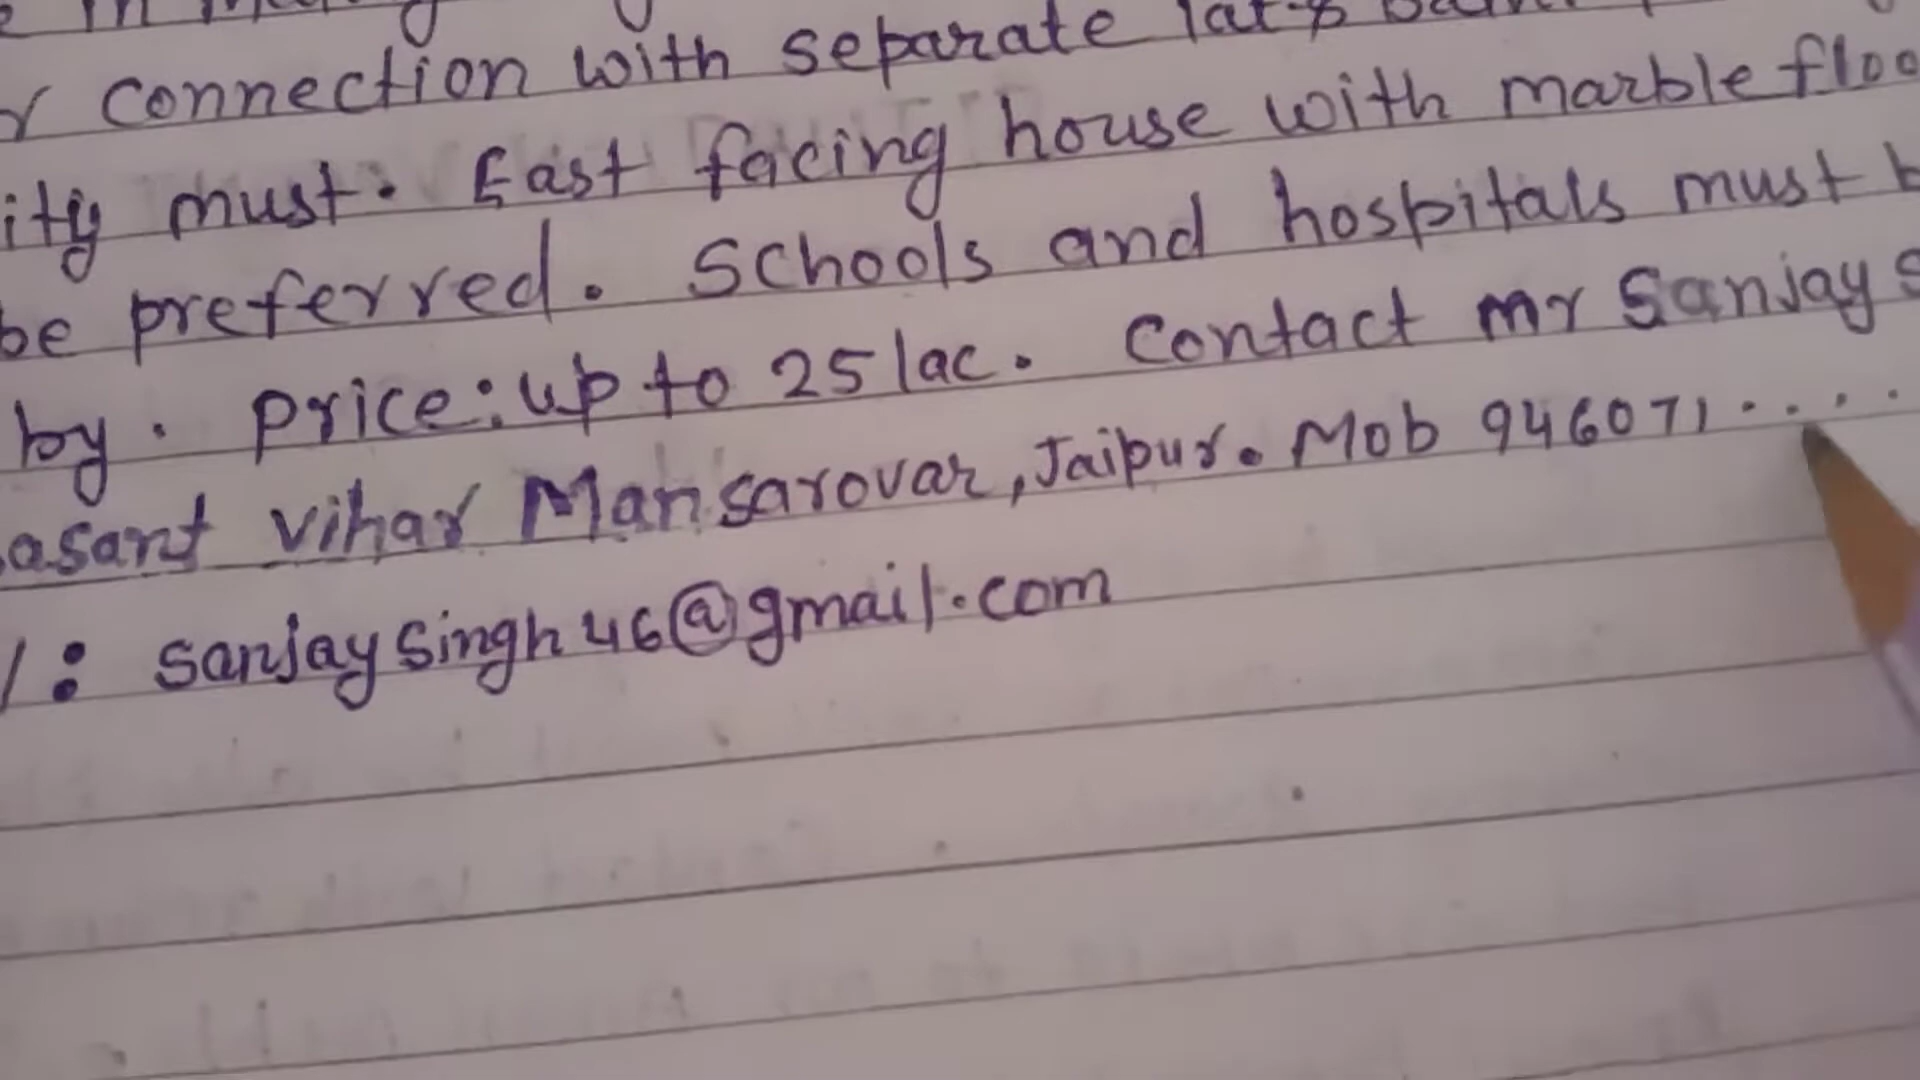 connection with separate lat &
ity must. East facing house with marble floo
be preferred. Schools and hospitals must b
by. price: up to 25 lac. Contact mr Sanjay S
asant vihar Mansarovar, Jaipur. Mob 946071....
: sanjaysingh46@gmail.com